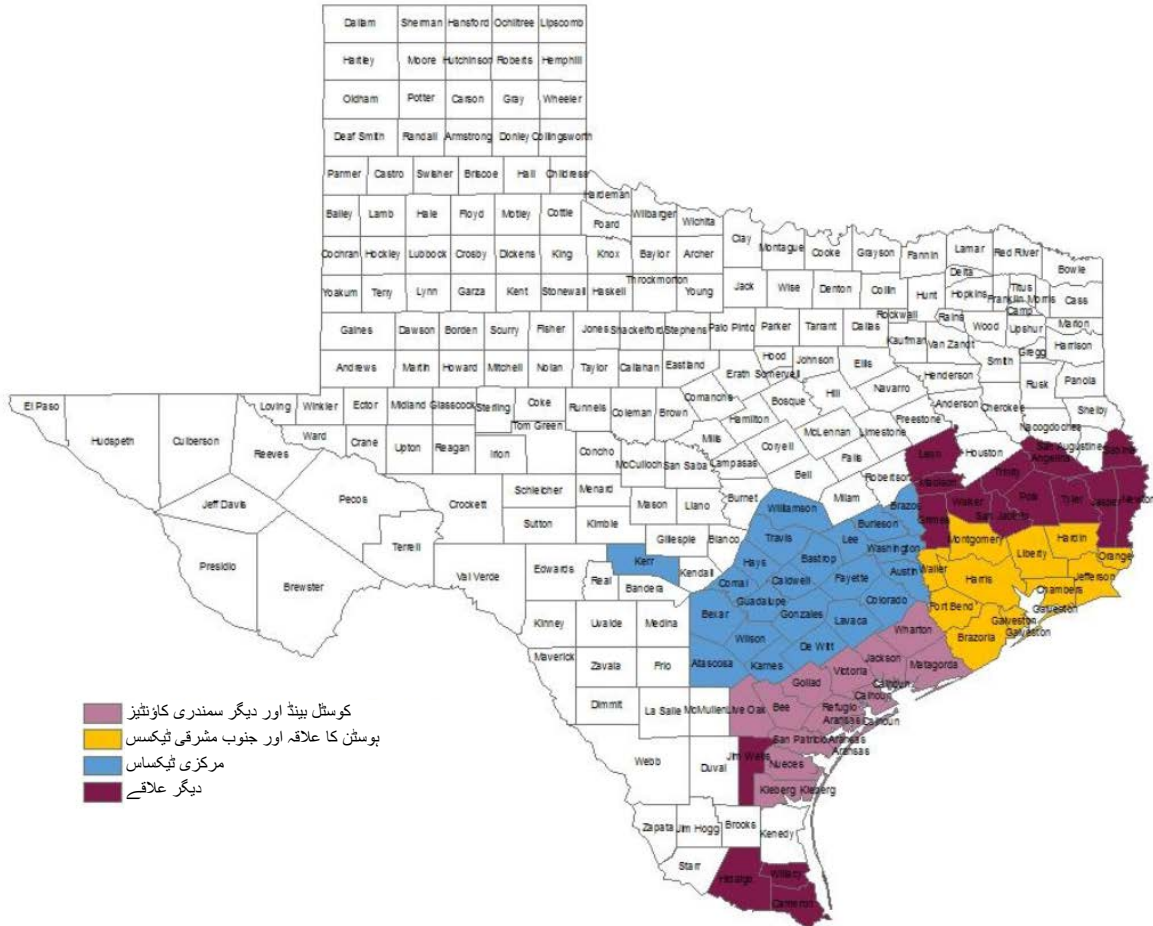 Dallam Sherman Hansford Ochiltree Lipscomb
Hartley Moore Hutchinson Roberts Hemphill
Oldham Potter Carson Gray Wheeler
Deaf Smith Randall Armstrong Donley Collingsworth
Parmer Castro Swisher Briscoe Hall Childress
Hardeman
Bailey Lamb Hale Floyd Motley Cottle Foard Wilbarger Wichita
Clay Montague Cooke Grayson Fannin Lamar Red River Bowie
Cochran Hockley Lubbock Crosby Dickens King Knox Baylor Archer
Delta Titus
Throckmorton
Yoakum Terry Lynn Garza Kent Stonewall Haskell Young Jack Wise Denton Collin Hunt Hopkins Franklin Morris Cass
Rockwall Rains Camp
Gaines Dawson Borden Scurry Fisher Jones Shackelford Stephens Palo Pinto Parker Tarrant Dallas Kaufman Van Zandt Wood Upshur Marion
Gregg Harrison
Andrews Martin Howard Mitchell Nolan Taylor Callahan Eastland Erath Hood Somervell Johnson Ellis Henderson Smith Rusk Panola
Comanche Bosque Hill Navarro
El Paso Hudspeth Culberson Loving Winkler Ector Midland Glasscock Sterling Coke Runnels Coleman Brown Hamilton Freestone Anderson Cherokee Shelby
Nacogdoches
Reeves Ward Crane Upton Reagan Irion Tom Green Concho McCulloch San Saba Mills Lampasas Coryell McLennan Limestone Falls Leon Houston San Augustine Sabine
Angelina
Jeff Davis Pecos Crockett Schleicher Menard Mason Llano Burnet Bell Milam Robertson Madison Trinity
Presidio Brewster Terrell Val Verde Sutton Kimble Gillespie Blanco Williamson Brazos Grimes Walker San Jacinto Polk Tyler Jasper Newton
Edwards Kerr Kendall Travis Hays Bastrop Lee Burleson Washington Montgomery Liberty Hardin Orange
Real Bandera Comal Caldwell Fayette Austin Waller Harris Chambers Jefferson
Galveston
Kinney Uvalde Medina Bexar Guadalupe Gonzales Lavaca Colorado Fort Bend Brazoria Galveston Galveston
Maverick Zavala Frio Atascosa Wilson Karnes De Witt Wharton
Dimmit La Salle McMullen Live Oak Bee Goliad Victoria Jackson Matagorda
Calhoun
Calhoun
Refugio
Aransas Calhoun
San Patricio Aransas
Aransas
Webb Duval Jim Wells Nueces
Kleberg Kleberg
Zapata Jim Hogg Brooks Kenedy
Starr Hidalgo Willacy
Cameron
کوسٹل بینڈ اور دیگر سمندری کاؤنٹیز
ہوسٹن کا علاقہ اور جنوب مشرقی ٹیکسس
مرکزی ٹیکساس
دیگر علاقے